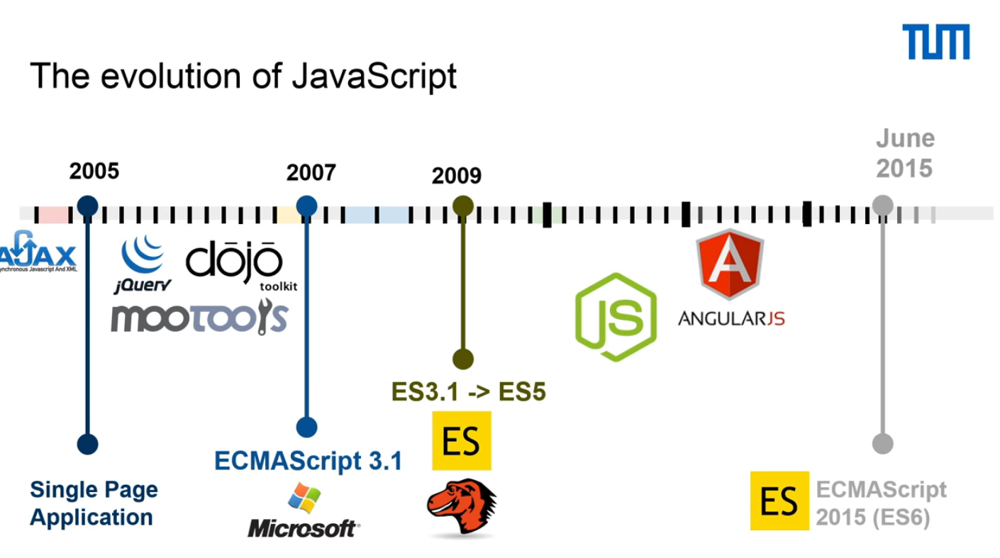 TUM
The evolution of JavaScript
June
2015
2005
2007
2009
AJAX
ynchronous Javascript And XML
jQuery
dōjō
toolkit
mootools
JS
ANGULARJS
ES3.1 -> ES5
ES
ECMAScript 3.1
Microsoft
Single Page
Application
ES
ECMAScript
2015 (ES6)